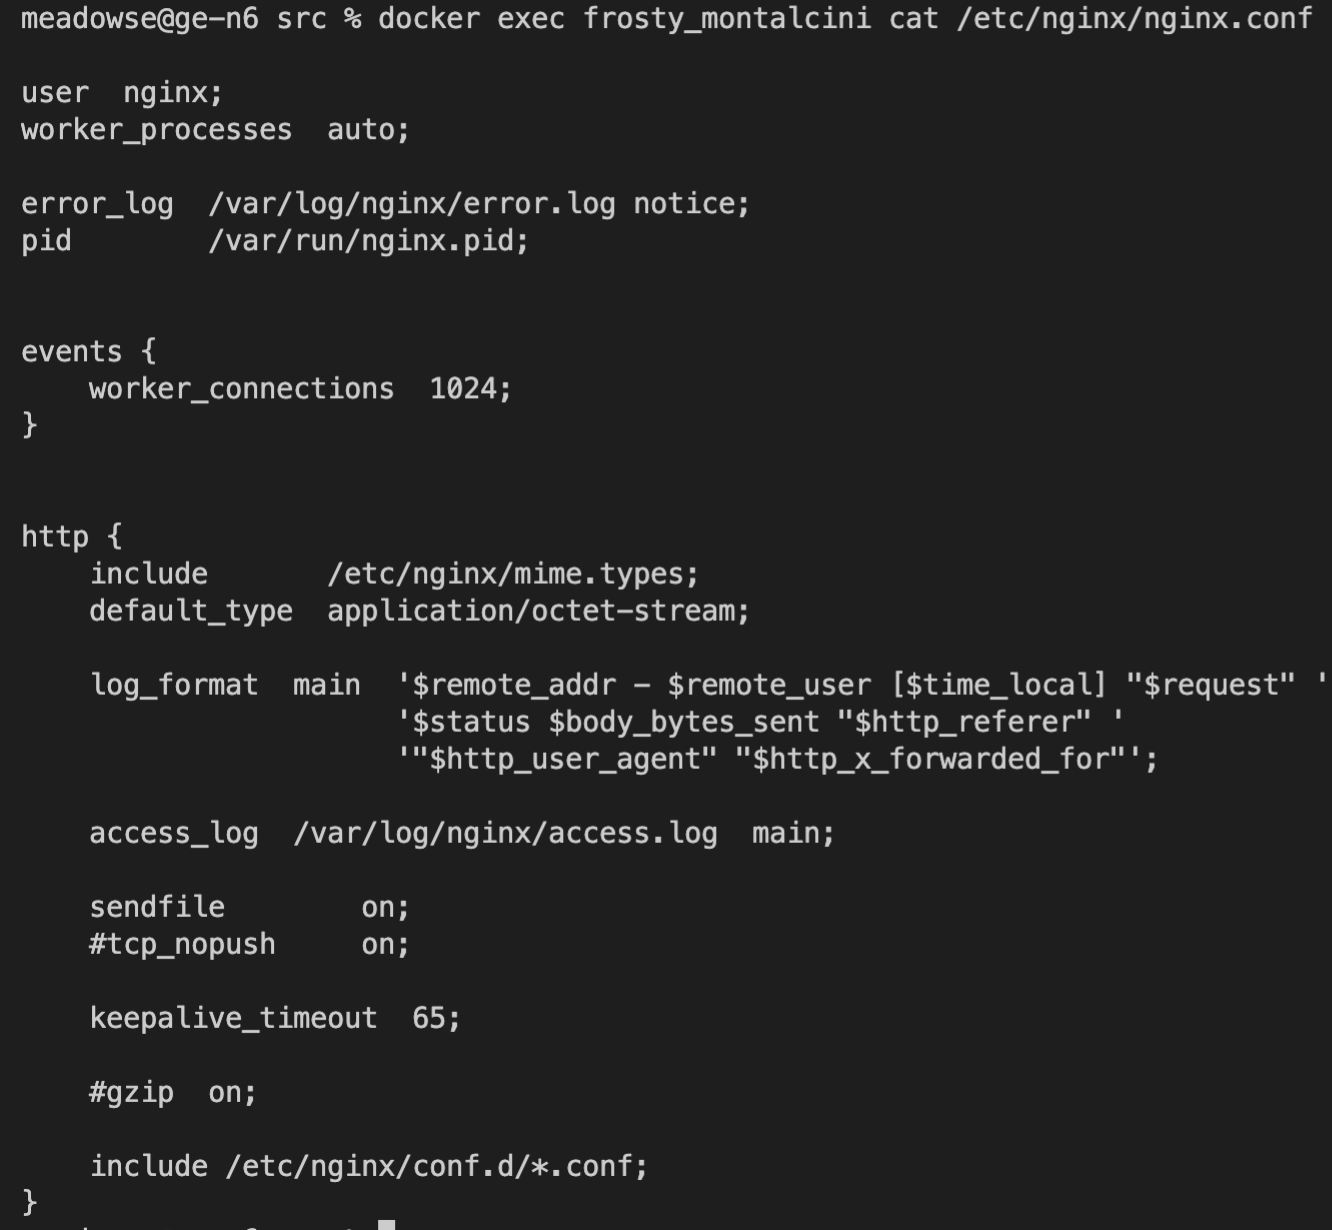 meadowse@ge-n6 src % docker exec frosty_montalcini cat /etc/nginx/nginx.conf
user  nginx;
worker_processes  auto;
error_log  /var/log/nginx/error.log notice;
pid        /var/run/nginx.pid;
events {
    worker_connections  1024;
}
http {
    include       /etc/nginx/mime.types;
    default_type  application/octet-stream;
    log_format  main  '$remote_addr - $remote_user [$time_local] "$request" '
                      '$status $body_bytes_sent "$http_referer" '
                      '"$http_user_agent" "$http_x_forwarded_for"';
    access_log  /var/log/nginx/access.log  main;
    sendfile        on;
    #tcp_nopush     on;
    keepalive_timeout  65;
    #gzip  on;
    include /etc/nginx/conf.d/*.conf;
}